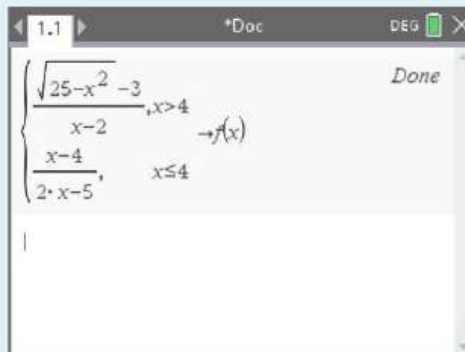 1.1 *Doc DEG
√25-x² -3
x-2
,x>4
Done
→f(x)
x-4
2·x-5
, x≤4